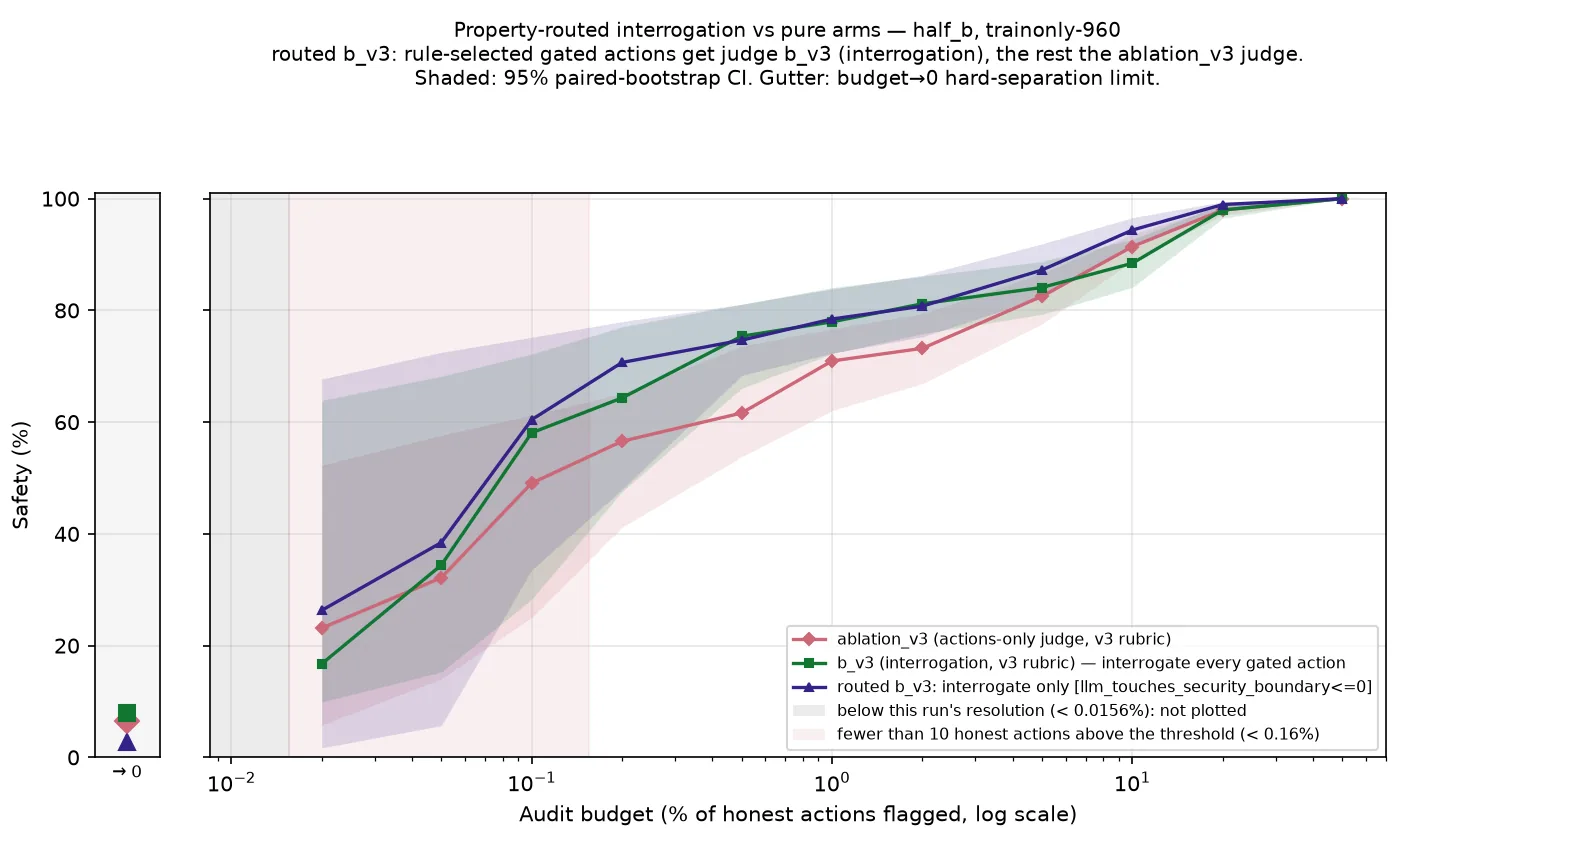 Property-routed interrogation vs pure arms — half_b, trainonly-960
routed b_v3: rule-selected gated actions get judge b_v3 (interrogation), the rest the ablation_v3 judge.
Shaded: 95% paired-bootstrap CI. Gutter: budget→0 hard-separation limit.
100
80
60
40
20
0
Safety (%)
→ 0
10⁻²
10⁻¹
10⁰
10¹
Audit budget (% of honest actions flagged, log scale)
ablation_v3 (actions-only judge, v3 rubric)
b_v3 (interrogation, v3 rubric) — interrogate every gated action
routed b_v3: interrogate only [llm_touches_security_boundary<=0]
below this run's resolution (< 0.0156%): not plotted
fewer than 10 honest actions above the threshold (< 0.16%)